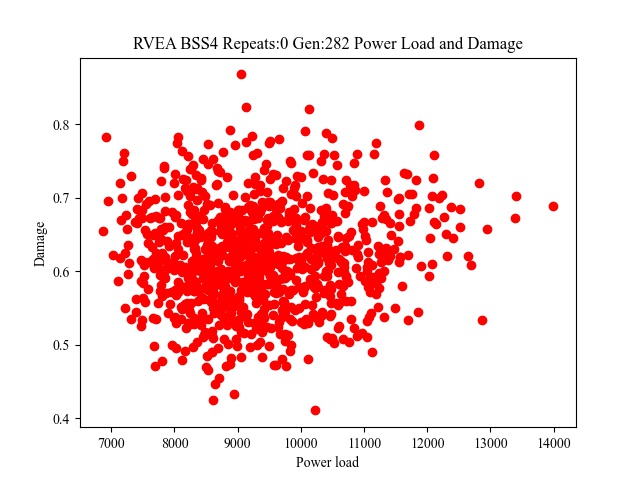 RVEA BSS4 Repeats:0 Gen:282 Power Load and Damage
Damage
0.8
0.7
0.6
0.5
0.4
7000 8000 9000 10000 11000 12000 13000 14000
Power load